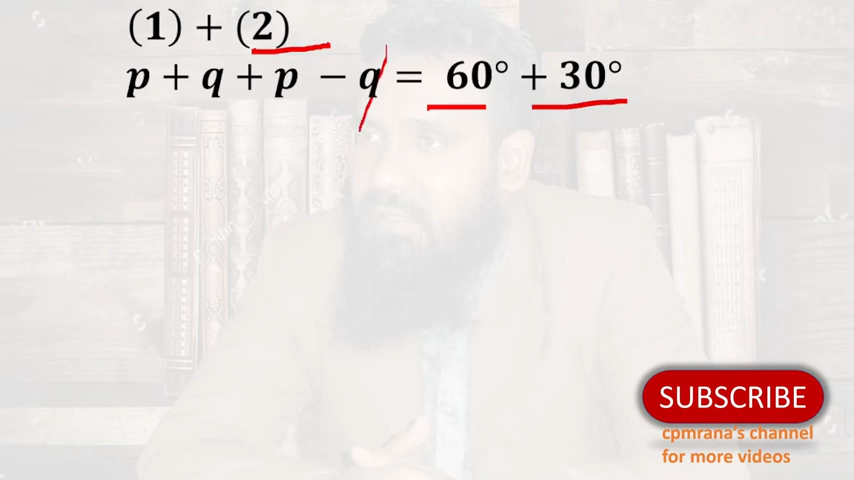 (1) + (2)
p + q + p − q = 60° + 30°
SUBSCRIBE
cpmrana's channel
for more videos